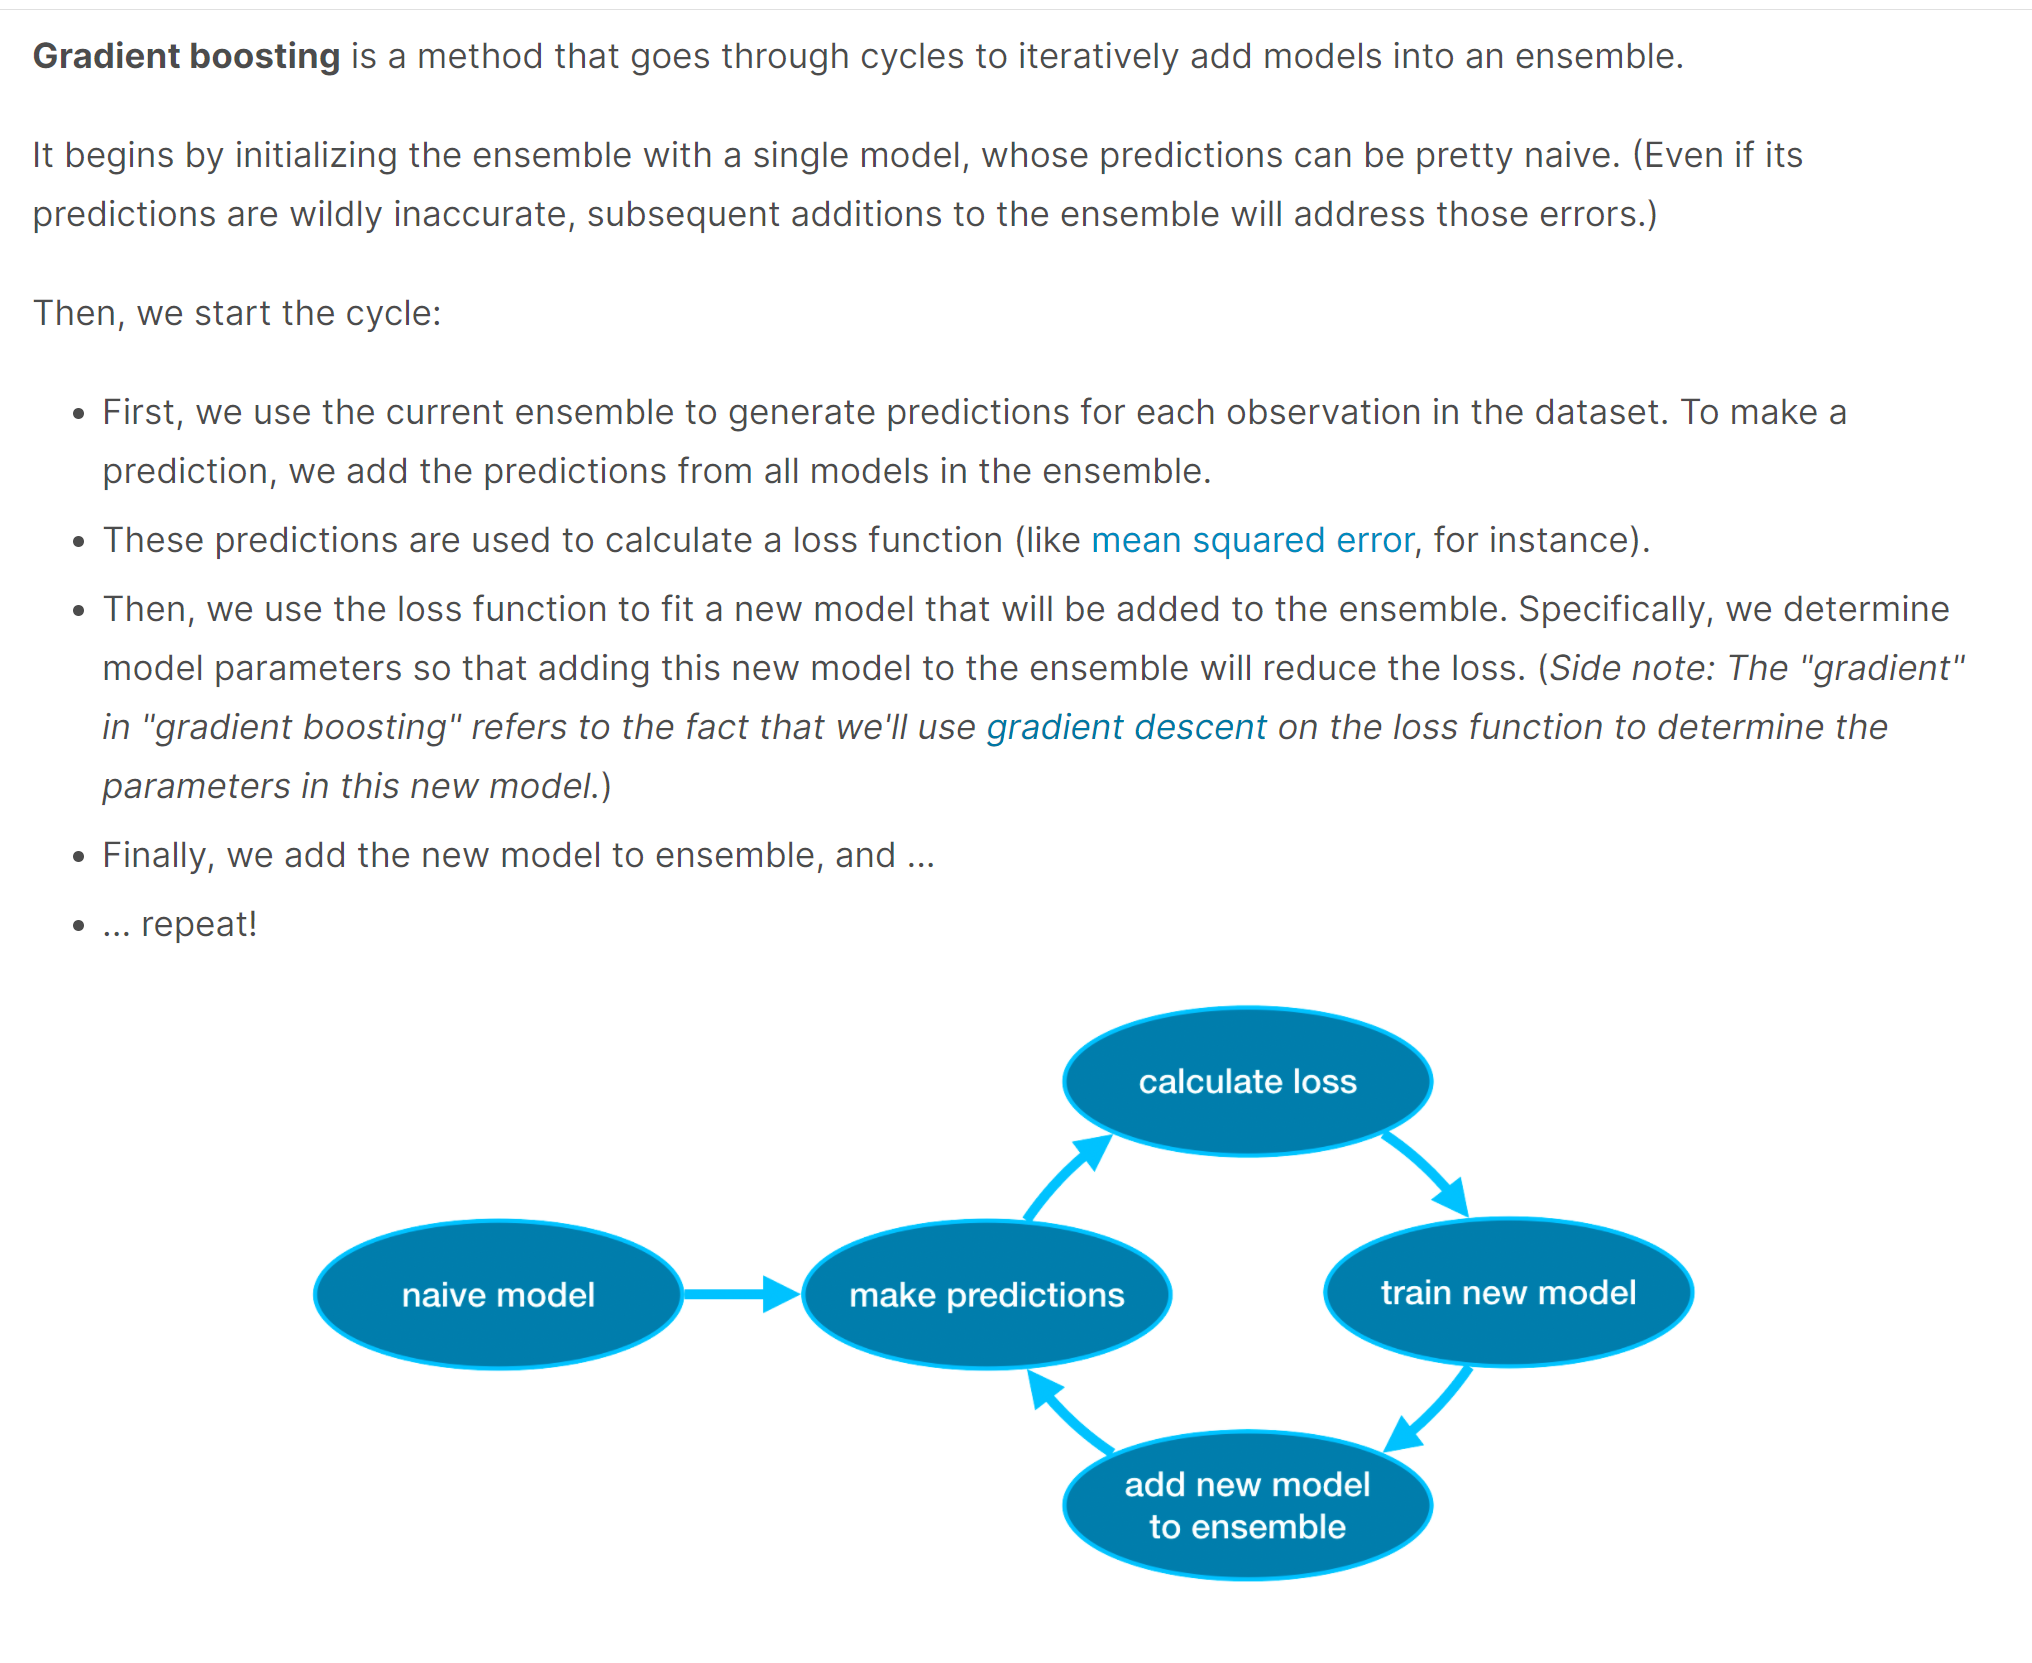 Gradient boosting is a method that goes through cycles to iteratively add models into an ensemble.
It begins by initializing the ensemble with a single model, whose predictions can be pretty naive. (Even if its
predictions are wildly inaccurate, subsequent additions to the ensemble will address those errors.)
Then, we start the cycle:
• First, we use the current ensemble to generate predictions for each observation in the dataset. To make a
prediction, we add the predictions from all models in the ensemble.
• These predictions are used to calculate a loss function (like mean squared error, for instance).
• Then, we use the loss function to fit a new model that will be added to the ensemble. Specifically, we determine
model parameters so that adding this new model to the ensemble will reduce the loss. (Side note: The "gradient"
in "gradient boosting" refers to the fact that we'll use gradient descent on the loss function to determine the
parameters in this new model.)
• Finally, we add the new model to ensemble, and ...
• ... repeat!
calculate loss
naive model
make predictions
train new model
add new model
to ensemble